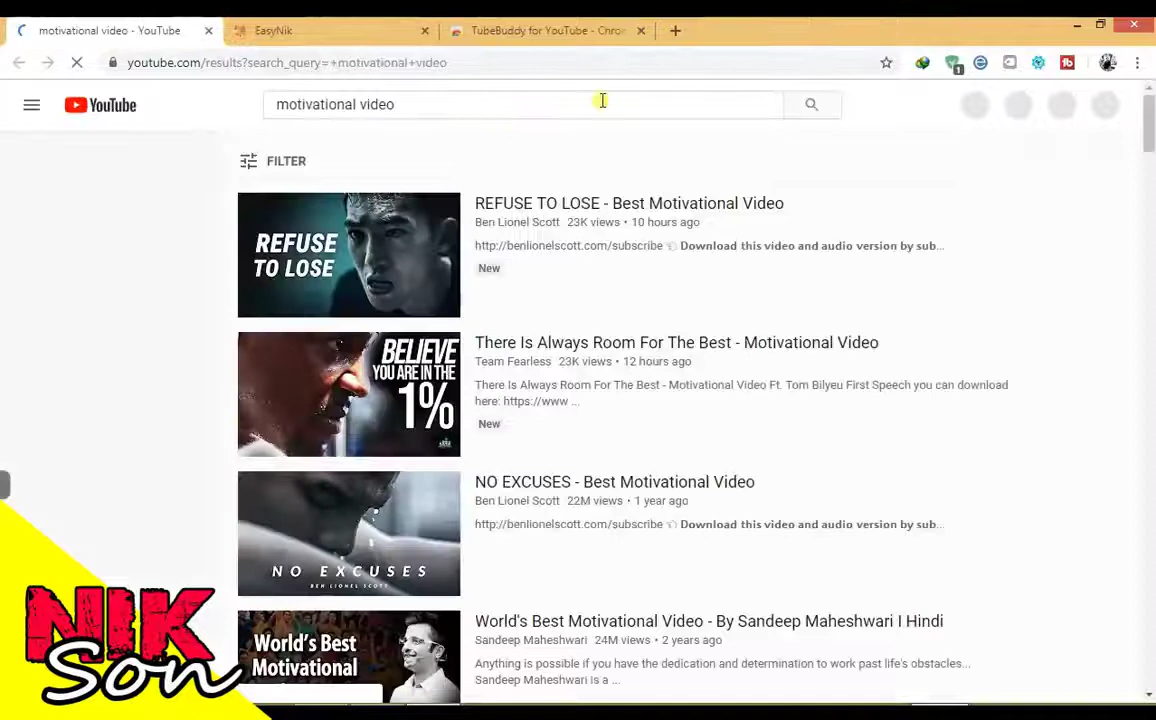 motivational video - YouTube
EasyNik
TubeBuddy for YouTube - Chro
youtube.com/results?search_query=+motivational+video
1
YouTube
motivational video
FILTER
REFUSE TO LOSE
REFUSE TO LOSE - Best Motivational Video
Ben Lionel Scott 23K views • 10 hours ago
http://benlionelscott.com/subscribe ☜ Download this video and audio version by sub...
New
BELIEVE
YOU ARE IN THE
1%
There Is Always Room For The Best - Motivational Video
Team Fearless 23K views • 12 hours ago
There Is Always Room For The Best - Motivational Video Ft. Tom Bilyeu First Speech you can download
here: https://www ...
New
NO EXCUSES
BEN LIONEL SCOTT
NO EXCUSES - Best Motivational Video
Ben Lionel Scott 22M views • 1 year ago
http://benlionelscott.com/subscribe ☜ Download this video and audio version by sub...
World's Best
Motivational
World's Best Motivational Video - By Sandeep Maheshwari I Hindi
Sandeep Maheshwari 24M views • 2 years ago
Anything is possible if you have the dedication and determination to work past life's obstacles...
Sandeep Maheshwari is a ...
NIK
Son